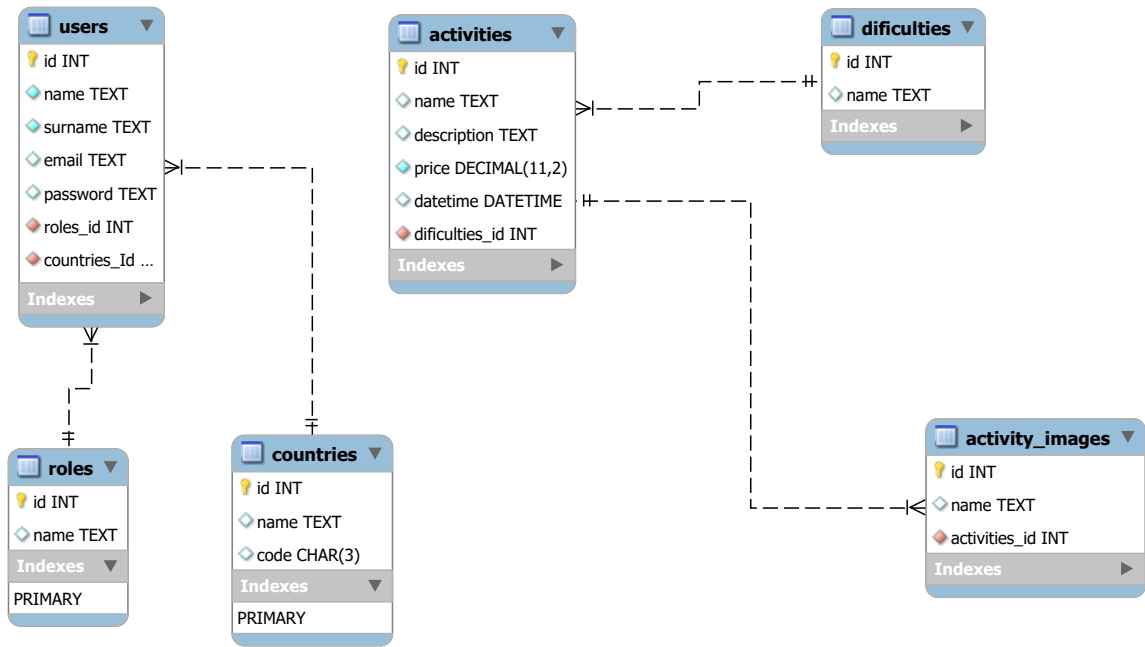 users
id INT
name TEXT
surname TEXT
email TEXT
password TEXT
roles_id INT
countries_Id ...
Indexes
activities
id INT
name TEXT
description TEXT
price DECIMAL(11,2)
datetime DATETIME
dificulties_id INT
Indexes
dificulties
id INT
name TEXT
Indexes
roles
id INT
name TEXT
Indexes
PRIMARY
countries
id INT
name TEXT
code CHAR(3)
Indexes
PRIMARY
activity_images
id INT
name TEXT
activities_id INT
Indexes